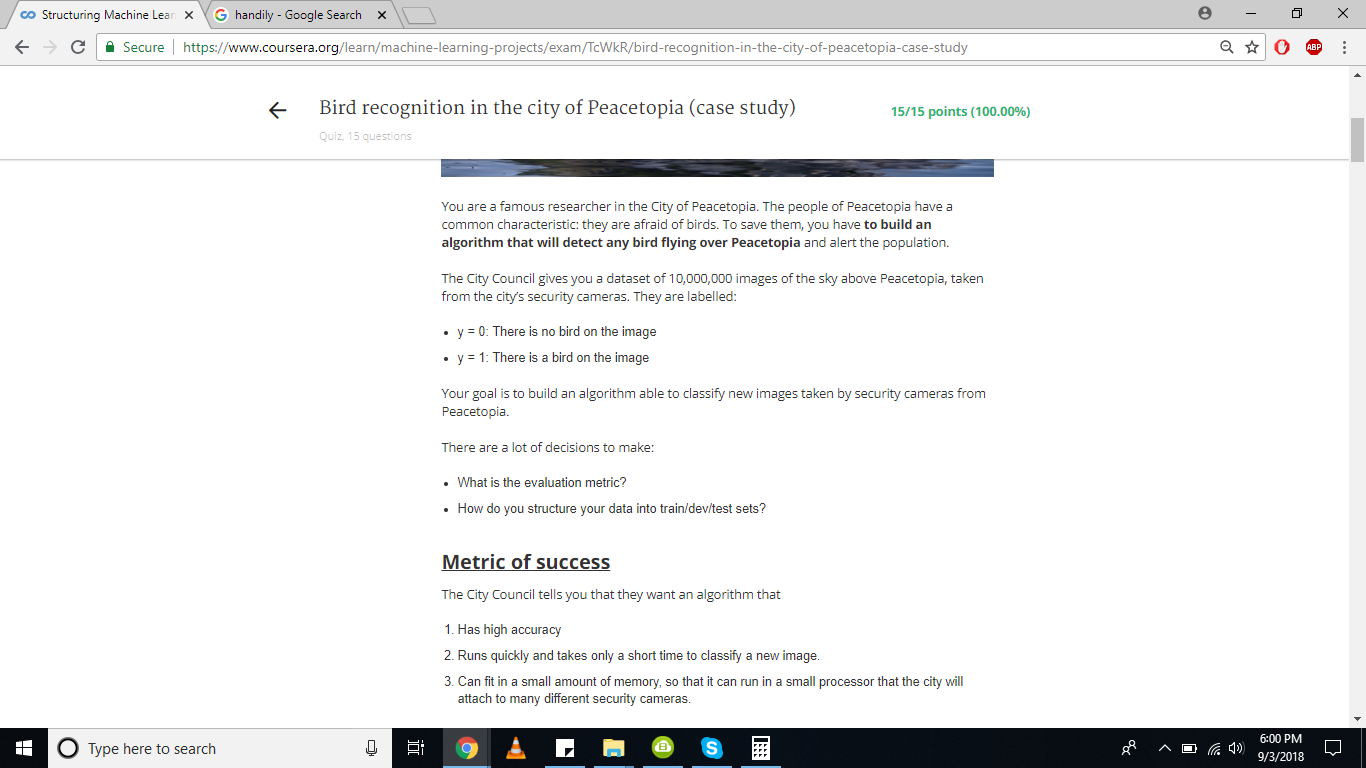 Structuring Machine Lear
handily - Google Search
Secure
https://www.coursera.org/learn/machine-learning-projects/exam/TcWkR/bird-recognition-in-the-city-of-peacetopia-case-study
ABP
Bird recognition in the city of Peacetopia (case study)
15/15 points (100.00%)
Quiz, 15 questions
You are a famous researcher in the City of Peacetopia. The people of Peacetopia have a
common characteristic: they are afraid of birds. To save them, you have to build an
algorithm that will detect any bird flying over Peacetopia and alert the population.
The City Council gives you a dataset of 10,000,000 images of the sky above Peacetopia, taken
from the city's security cameras. They are labelled:
• y = 0: There is no bird on the image
• y = 1: There is a bird on the image
Your goal is to build an algorithm able to classify new images taken by security cameras from
Peacetopia.
There are a lot of decisions to make:
• What is the evaluation metric?
• How do you structure your data into train/dev/test sets?
Metric of success
The City Council tells you that they want an algorithm that
1. Has high accuracy
2. Runs quickly and takes only a short time to classify a new image.
3. Can fit in a small amount of memory, so that it can run in a small processor that the city will
attach to many different security cameras.
Type here to search
6:00 PM
9/3/2018